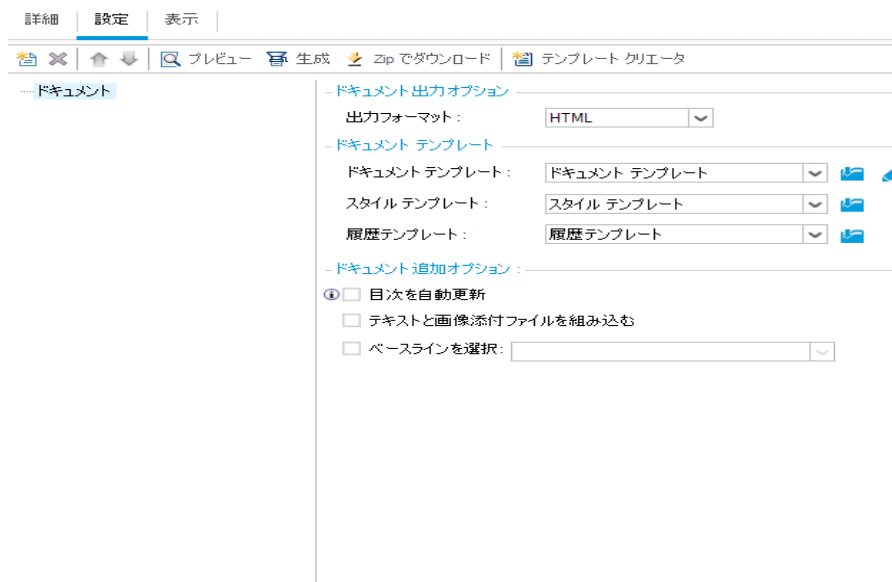 詳細 設定 表示
プレビュー 生成 Zip でダウンロード テンプレート クリエータ
ドキュメント
ドキュメント出力オプション
出力フォーマット： HTML
ドキュメント テンプレート
ドキュメント テンプレート： ドキュメント テンプレート
スタイル テンプレート： スタイル テンプレート
履歴テンプレート： 履歴テンプレート
ドキュメント追加オプション：
目次を自動更新
テキストと画像添付ファイルを組み込む
ベースラインを選択：